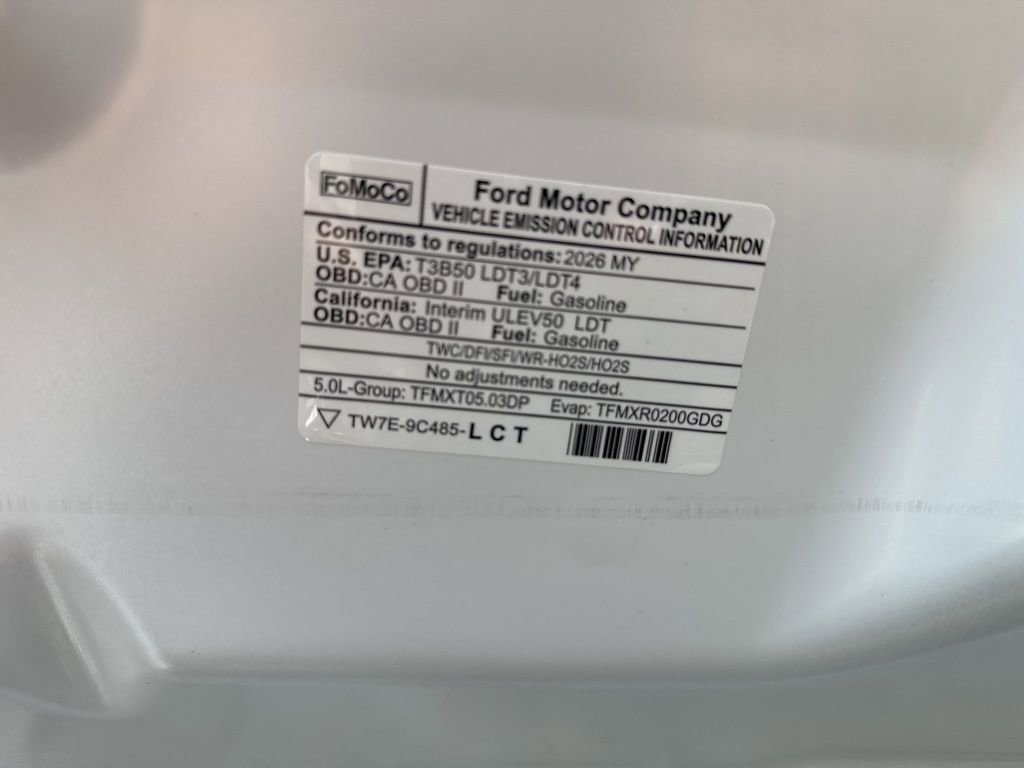 FoMoCo
Ford Motor Company
VEHICLE EMISSION CONTROL INFORMATION
Conforms to regulations: 2026 MY
U.S. EPA: T3B50 LDT3/LDT4
OBD:CA OBD II Fuel: Gasoline
California: Interim ULEV50 LDT
OBD:CA OBD II Fuel: Gasoline
TWC/DFI/SFI/WR-HO2S/HO2S
No adjustments needed.
5.0L-Group: TFMXT05.03DP Evap: TFMXR0200GDG
TW7E-9C485-L C T